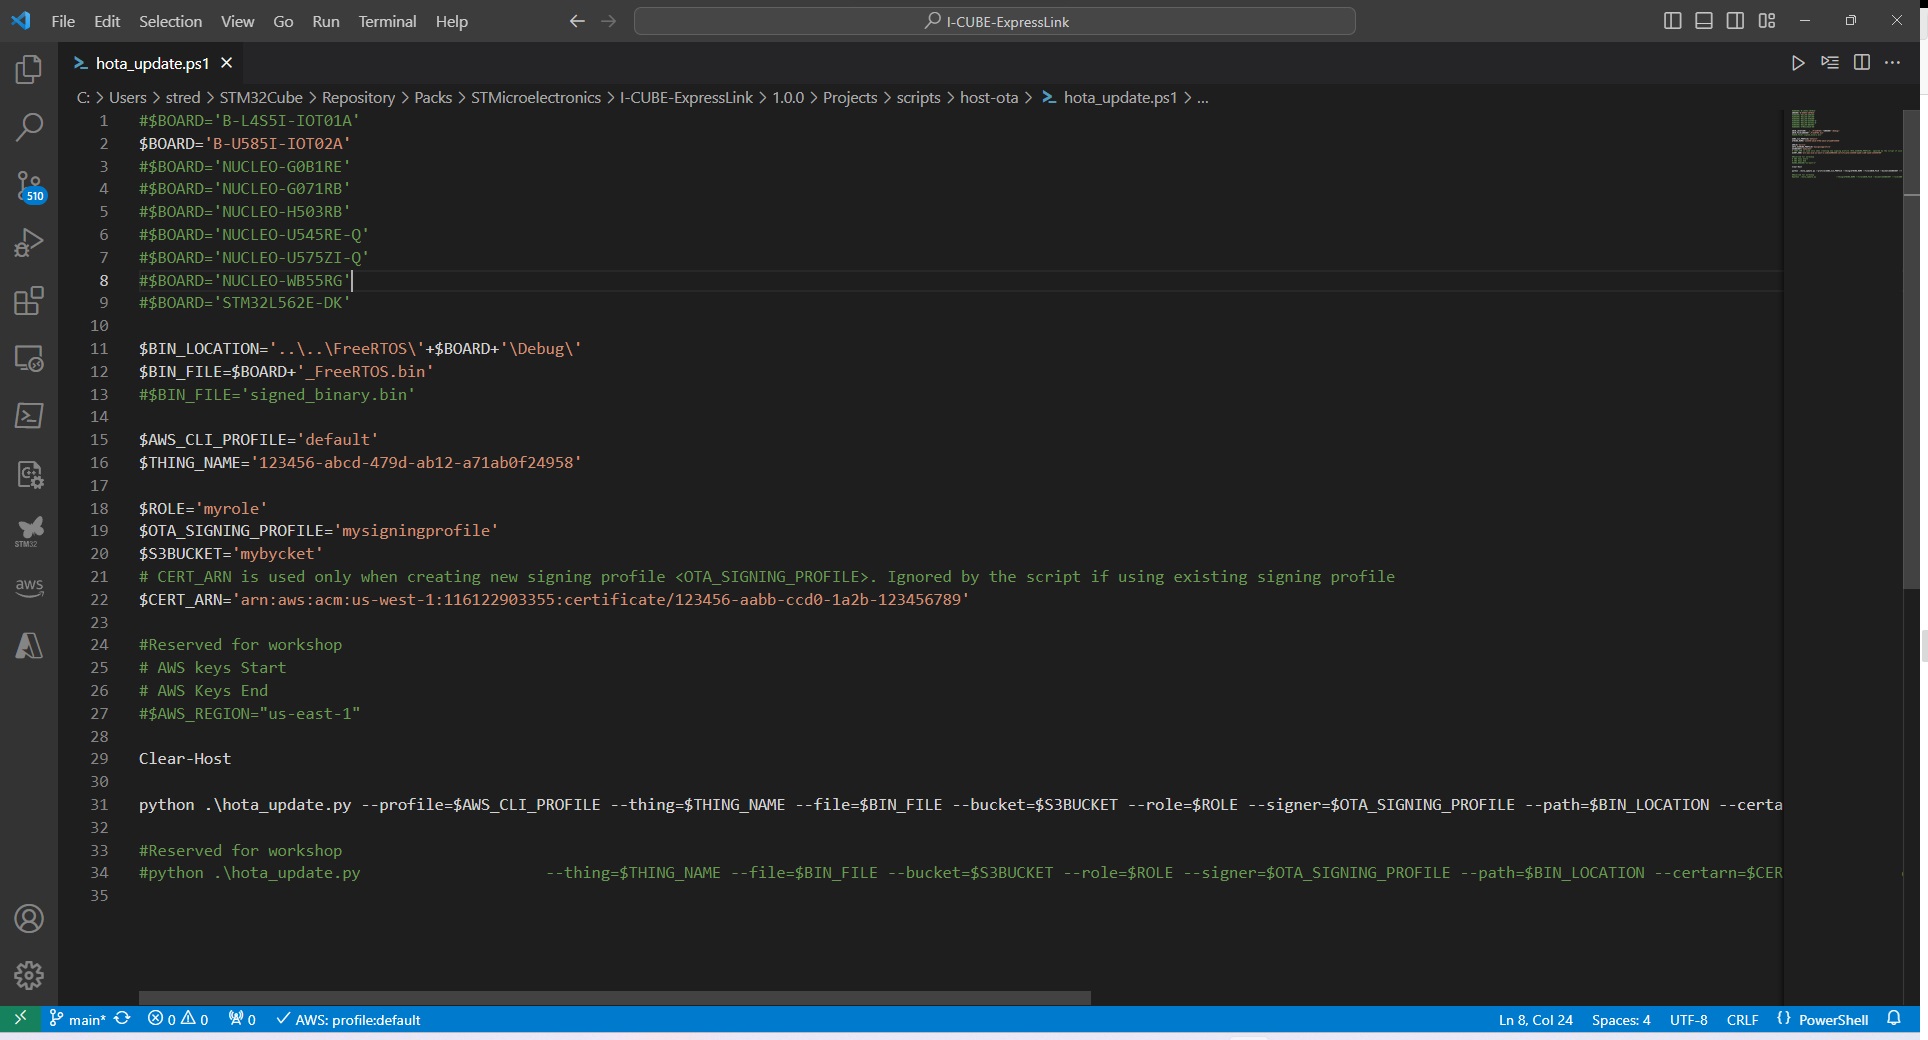 File Edit Selection View Go Run Terminal Help
I-CUBE-ExpressLink
hota_update.ps1
C: > Users > stred > STM32Cube > Repository > Packs > STMicroelectronics > I-CUBE-ExpressLink > 1.0.0 > Projects > scripts > host-ota > hota_update.ps1 > ...
1 #$BOARD='B-L4S5I-IOT01A'
2 $BOARD='B-U585I-IOT02A'
3 #$BOARD='NUCLEO-G0B1RE'
4 #$BOARD='NUCLEO-G071RB'
5 #$BOARD='NUCLEO-H503RB'
6 #$BOARD='NUCLEO-U545RE-Q'
7 #$BOARD='NUCLEO-U575ZI-Q'
8 #$BOARD='NUCLEO-WB55RG'
9 #$BOARD='STM32L562E-DK'
10
11 $BIN_LOCATION='..\..\FreeRTOS\'+$BOARD+'\Debug\'
12 $BIN_FILE=$BOARD+'_FreeRTOS.bin'
13 #$BIN_FILE='signed_binary.bin'
14
15 $AWS_CLI_PROFILE='default'
16 $THING_NAME='123456-abcd-479d-ab12-a71ab0f24958'
17
18 $ROLE='myrole'
19 $OTA_SIGNING_PROFILE='mysigningprofile'
20 $S3BUCKET='mybycket'
21 # CERT_ARN is used only when creating new signing profile <OTA_SIGNING_PROFILE>. Ignored by the script if using existing signing profile
22 $CERT_ARN='arn:aws:acm:us-west-1:116122903355:certificate/123456-aabb-ccd0-1a2b-123456789'
23
24 #Reserved for workshop
25 # AWS keys Start
26 # AWS Keys End
27 #$AWS_REGION="us-east-1"
28
29 Clear-Host
30
31 python .\hota_update.py --profile=$AWS_CLI_PROFILE --thing=$THING_NAME --file=$BIN_FILE --bucket=$S3BUCKET --role=$ROLE --signer=$OTA_SIGNING_PROFILE --path=$BIN_LOCATION --certa
32
33 #Reserved for workshop
34 #python .\hota_update.py --thing=$THING_NAME --file=$BIN_FILE --bucket=$S3BUCKET --role=$ROLE --signer=$OTA_SIGNING_PROFILE --path=$BIN_LOCATION --certarn=$CER
35
510
STM32
aws
main* 0 0 0 AWS: profile:default Ln 8, Col 24 Spaces: 4 UTF-8 CRLF {} PowerShell